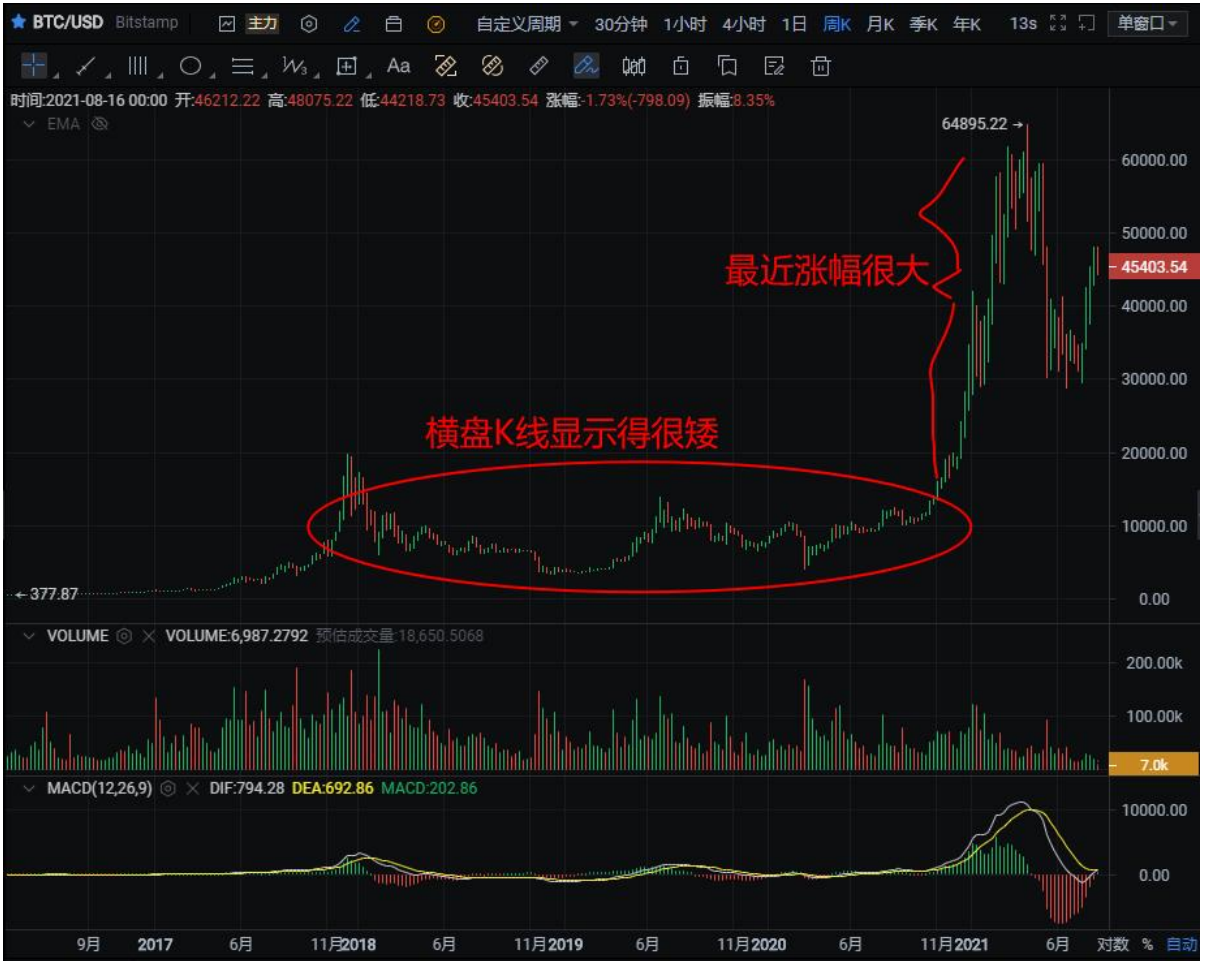 BTC/USD Bitstamp 主力 自定义周期 30分钟 1小时 4小时 1日 周K 月K 季K 年K 13s 单窗口
Aa
时间:2021-08-16 00:00 开:46212.22 高:48075.22 低:44218.73 收:45403.54 涨幅:-1.73%(-798.09) 振幅:8.35%
EMA
64895.22
60000.00
50000.00
最近涨幅很大
45403.54
40000.00
30000.00
横盘K线显示得很矮
20000.00
10000.00
377.87
0.00
VOLUME VOLUME:6,987.2792 预估成交量:18,650.5068
200.00k
100.00k
7.0k
MACD(12,26,9) DIF:794.28 DEA:692.86 MACD:202.86
10000.00
0.00
9月 2017 6月 11月2018 6月 11月2019 6月 11月2020 6月 11月2021 6月 对数 % 自动